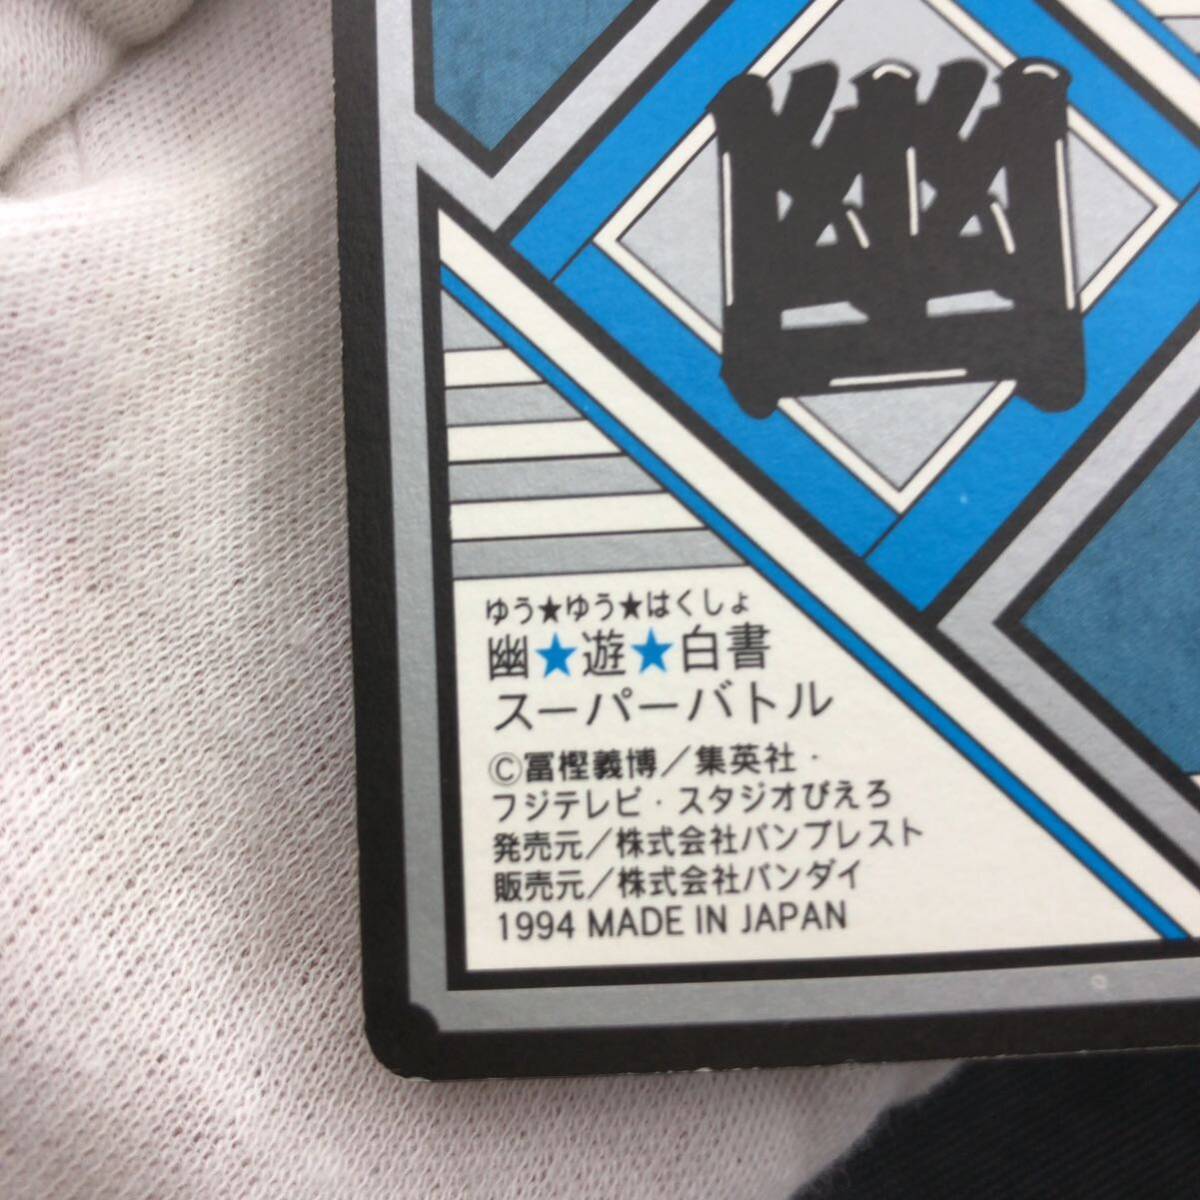 幽
ゆう★ゆう★はくしょ
幽★遊★白書
スーパーバトル
©冨樫義博／集英社・
フジテレビ・スタジオぴえろ
発売元／株式会社バンプレスト
販売元／株式会社バンダイ
1994 MADE IN JAPAN